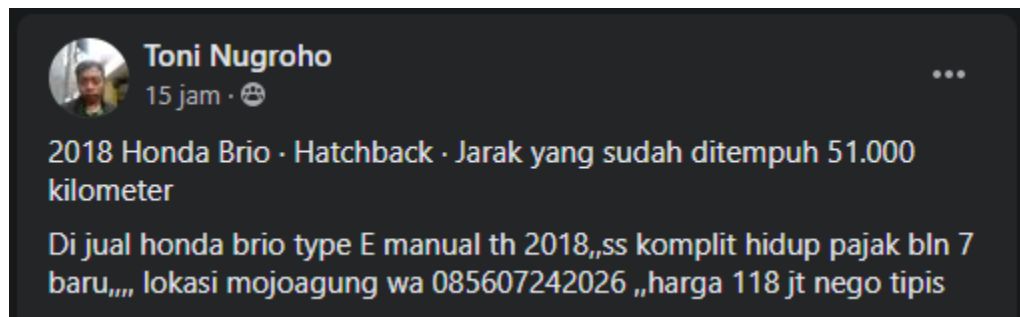 Toni Nugroho
15 jam ·
2018 Honda Brio · Hatchback · Jarak yang sudah ditempuh 51.000
kilometer
Di jual honda brio type E manual th 2018,,ss komplit hidup pajak bln 7
baru,,,, lokasi mojoagung wa 085607242026 ,,harga 118 jt nego tipis